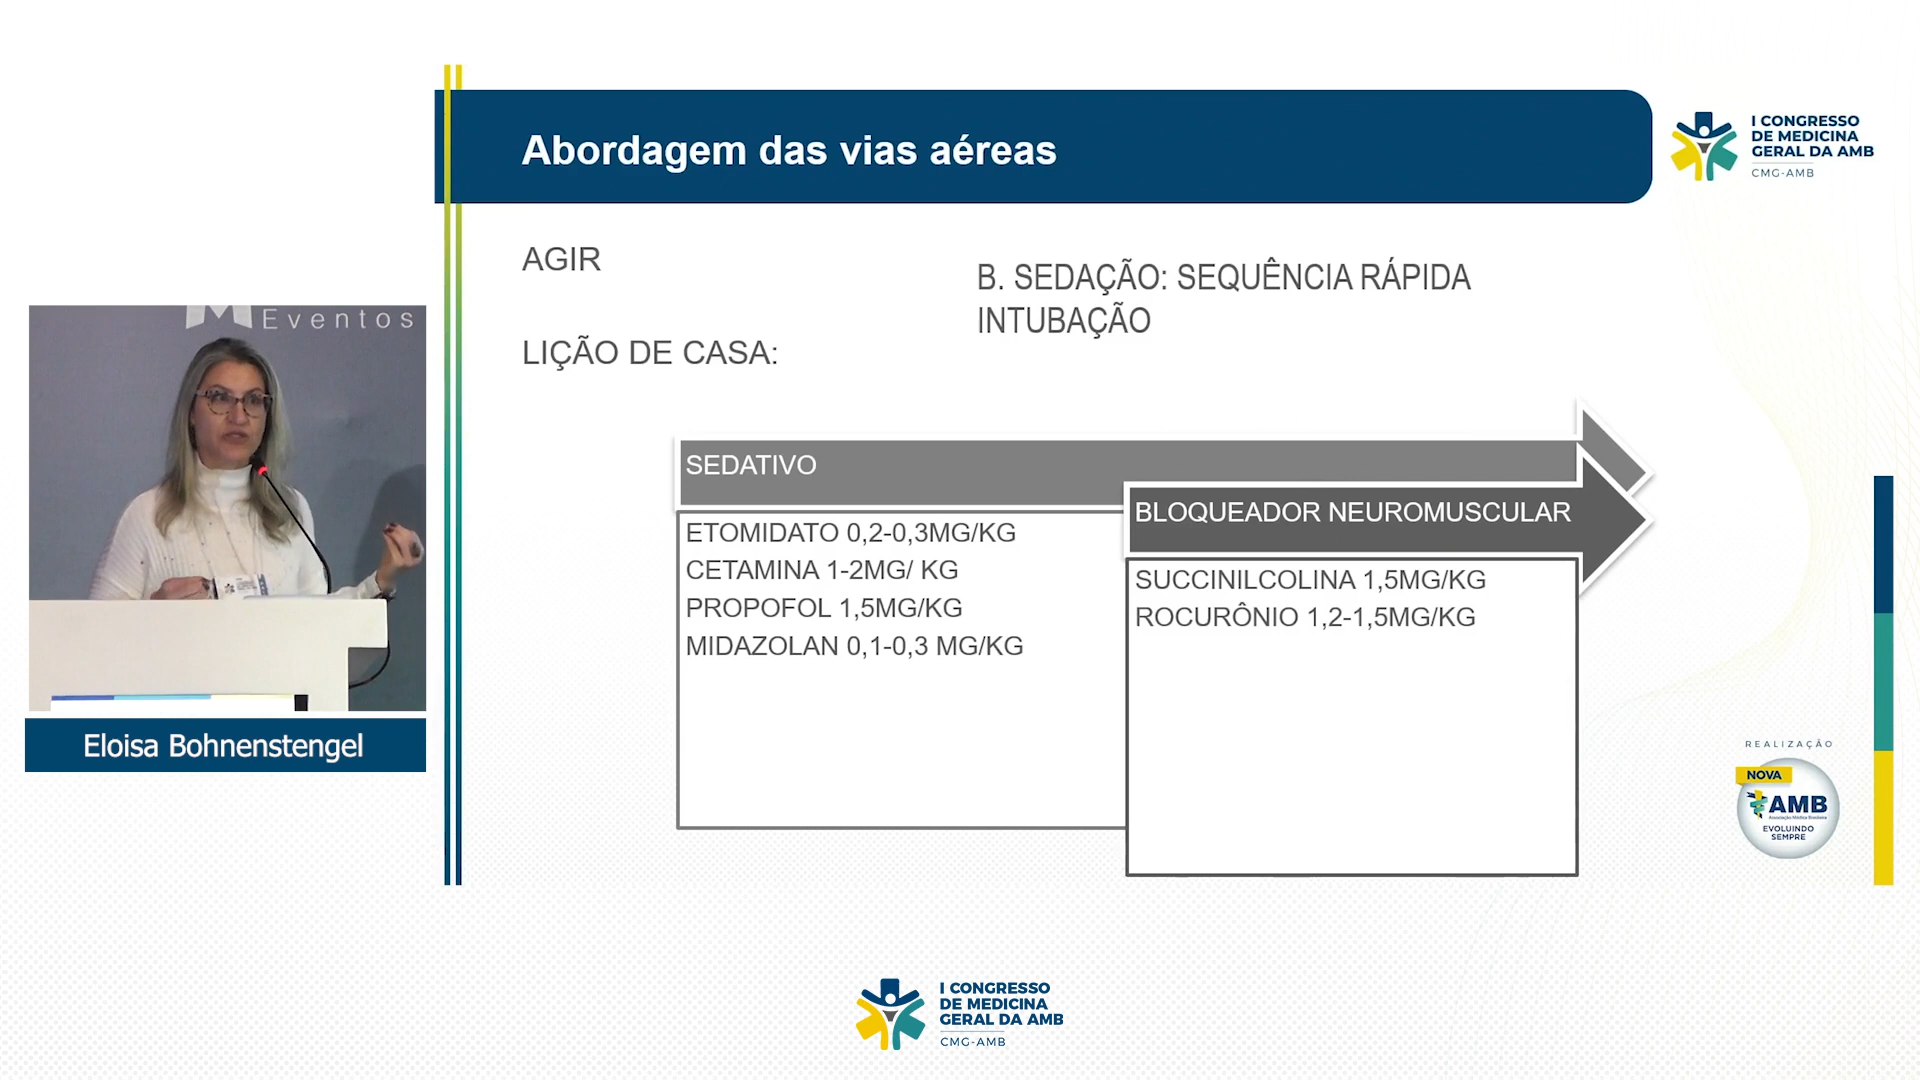 Abordagem das vias aéreas
I CONGRESSO
DE MEDICINA
GERAL DA AMB
CMG-AMB
AGIR
B. SEDAÇÃO: SEQUÊNCIA RÁPIDA
INTUBAÇÃO
LIÇÃO DE CASA:
Eventos
SEDATIVO
ETOMIDATO 0,2-0,3MG/KG
CETAMINA 1-2MG/ KG
PROPOFOL 1,5MG/KG
MIDAZOLAN 0,1-0,3 MG/KG
BLOQUEADOR NEUROMUSCULAR
SUCCINILCOLINA 1,5MG/KG
ROCURÔNIO 1,2-1,5MG/KG
Eloisa Bohnenstengel
REALIZAÇÃO
NOVA
AMB
Associação Médica Brasileira
EVOLUINDO
SEMPRE
I CONGRESSO
DE MEDICINA
GERAL DA AMB
CMG-AMB